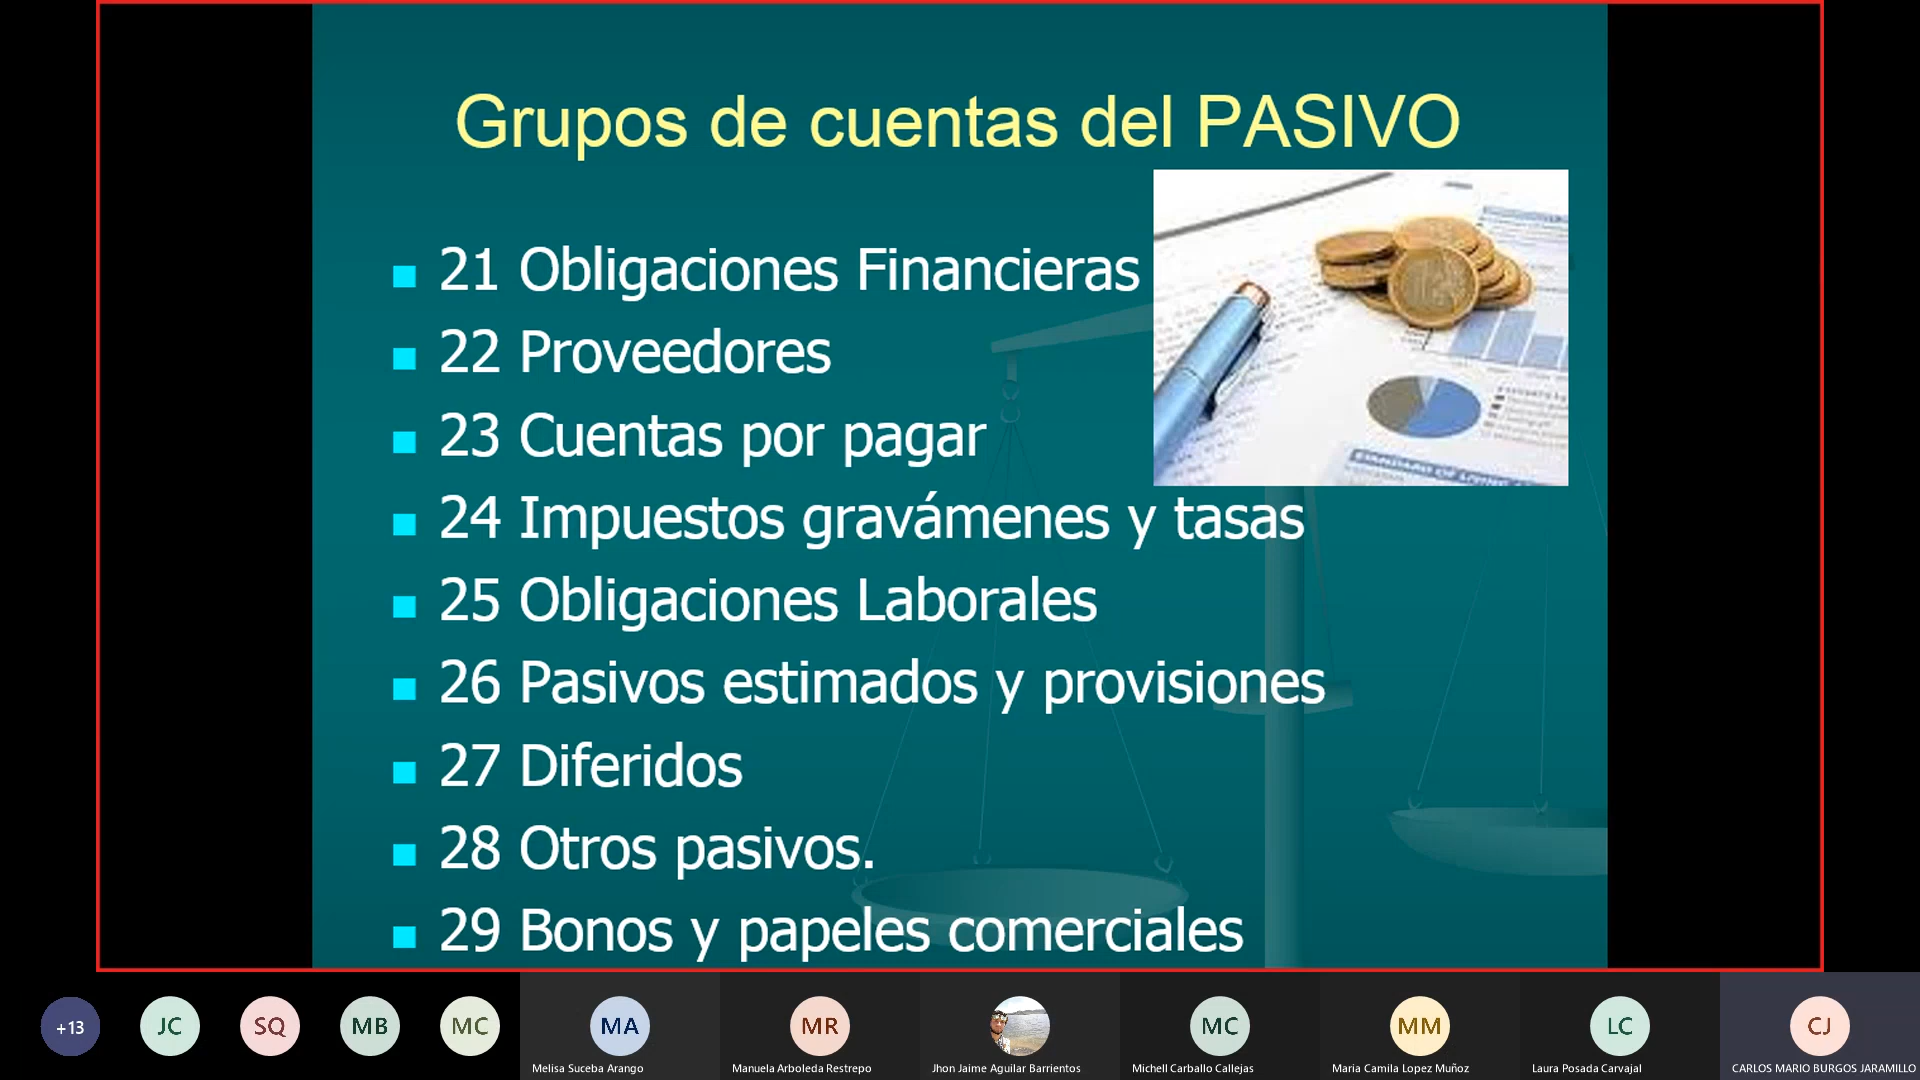 Grupos de cuentas del PASIVO
21 Obligaciones Financieras
22 Proveedores
23 Cuentas por pagar
24 Impuestos gravámenes y tasas
25 Obligaciones Laborales
26 Pasivos estimados y provisiones
27 Diferidos
28 Otros pasivos.
29 Bonos y papeles comerciales
+13
JC
SQ
MB
MC
MA
MR
MC
MM
LC
CJ
Melisa Suceba Arango
Manuela Arboleda Restrepo
Jhon Jaime Aguilar Barrientos
Michell Carballo Callejas
Maria Camila Lopez Muñoz
Laura Posada Carvajal
CARLOS MARIO BURGOS JARAMILLO